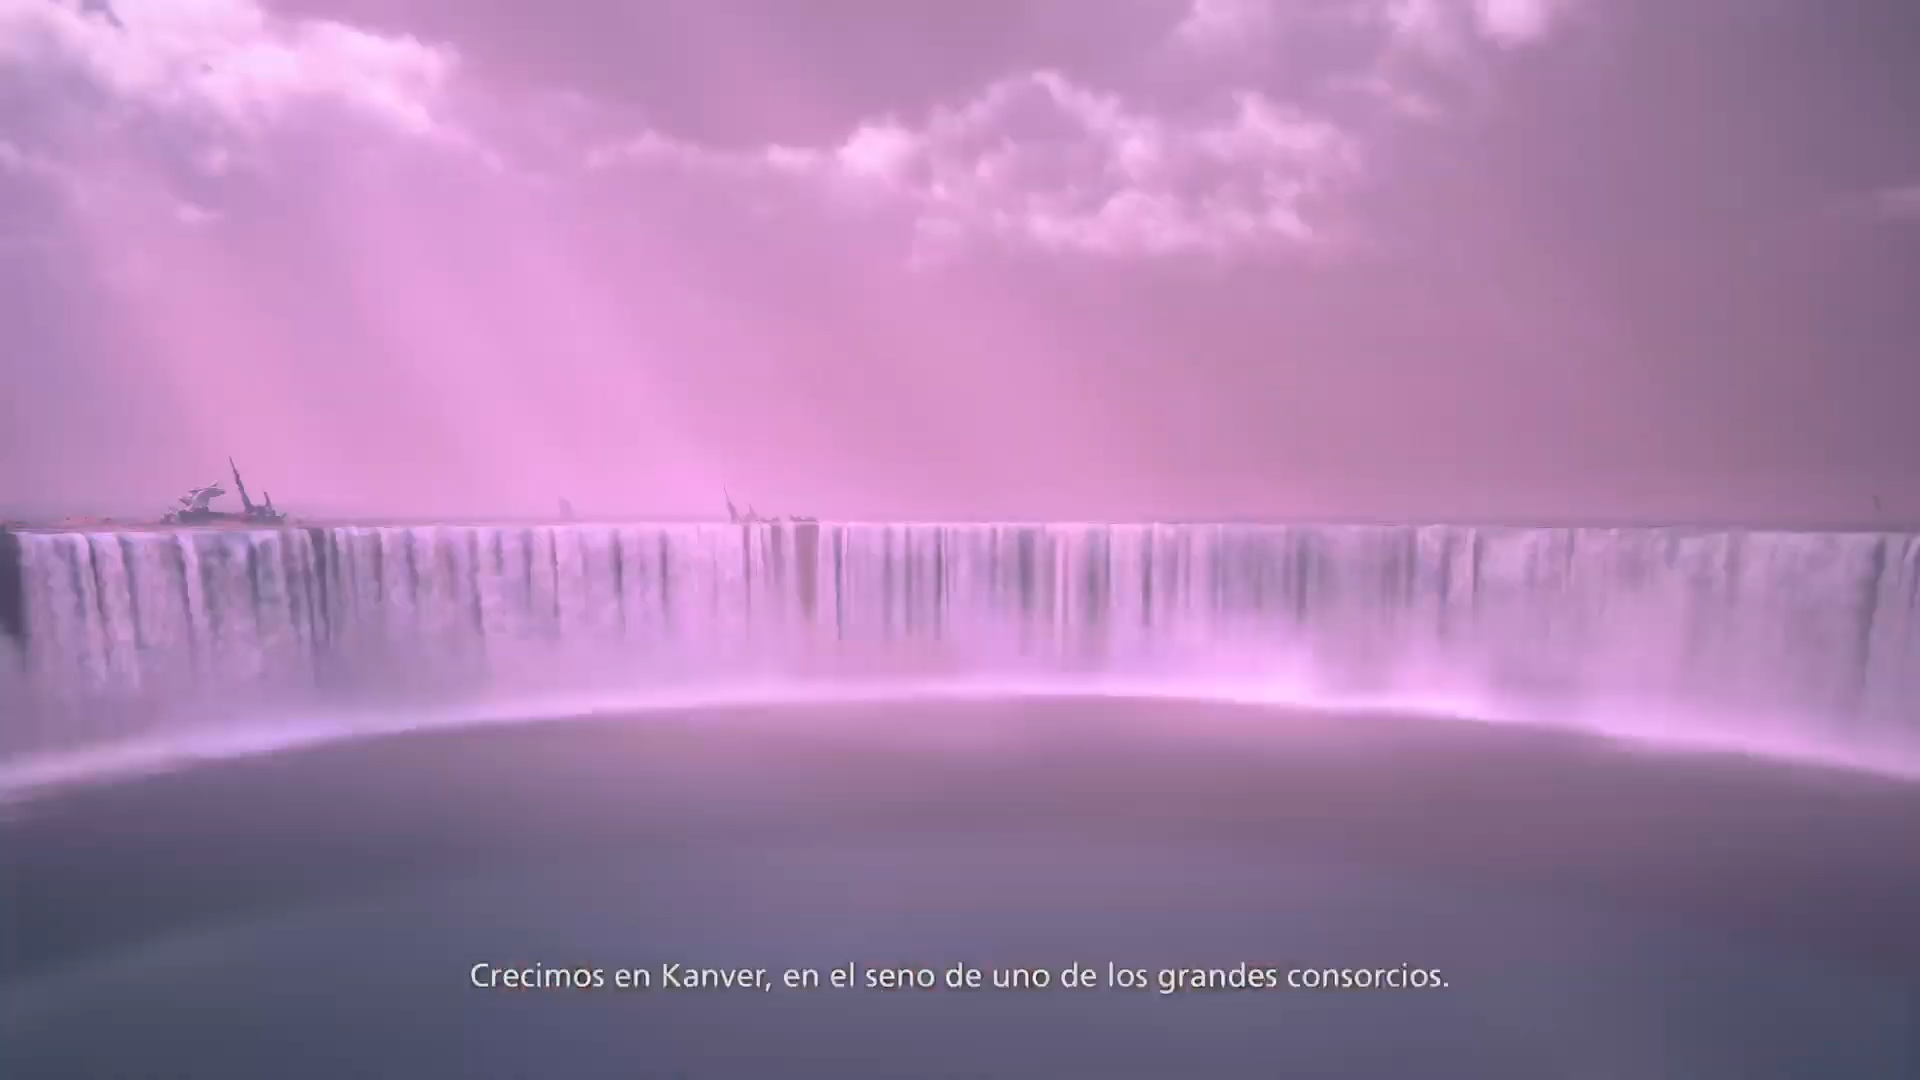 Crecimos en Kanver, en el seno de uno de los grandes consorcios.